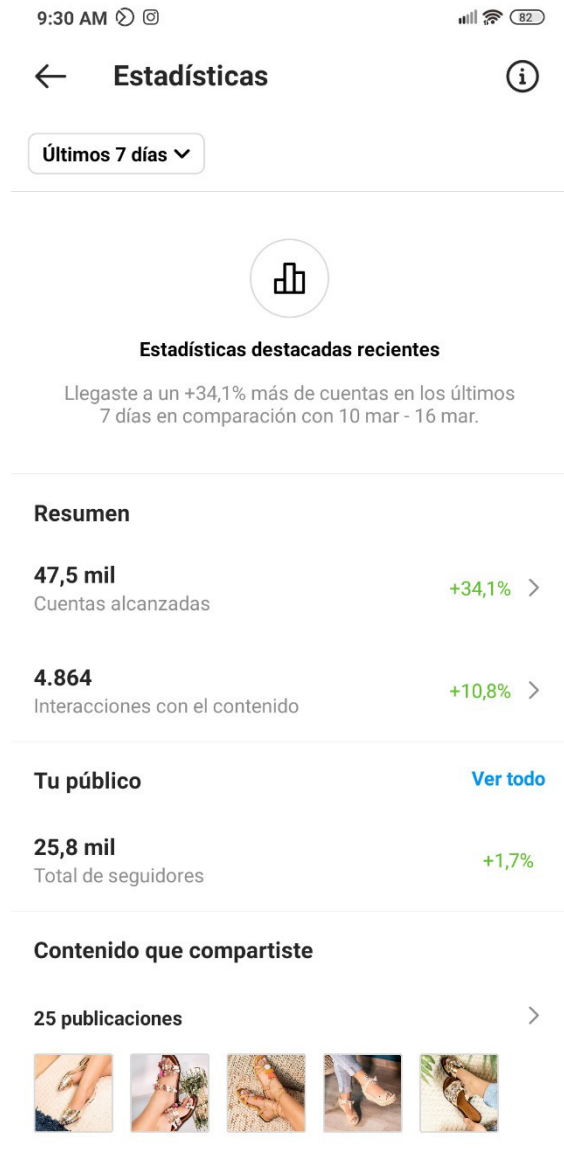 9:30 AM
82
Estadísticas
Últimos 7 días
Estadísticas destacadas recientes
Llegaste a un +34,1% más de cuentas en los últimos
7 días en comparación con 10 mar - 16 mar.
Resumen
47,5 mil
+34,1%
Cuentas alcanzadas
4.864
+10,8%
Interacciones con el contenido
Tu público
Ver todo
25,8 mil
+1,7%
Total de seguidores
Contenido que compartiste
25 publicaciones